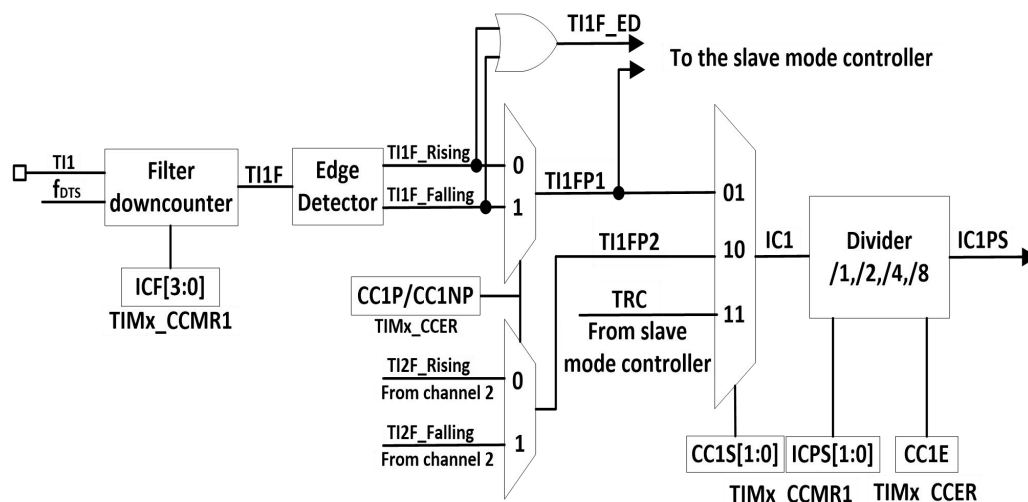 TI1F_ED
To the slave mode controller
TI1
fDTS
Filter
downcounter
TI1F
Edge
Detector
TI1F_Rising
TI1F_Falling
0
1
TI1FP1
01
10
11
TI1FP2
IC1
Divider
/1,/2,/4,/8
IC1PS
ICF[3:0]
TIMx_CCMR1
CC1P/CC1NP
TIMx_CCER
TRC
From slave
mode controller
TI2F_Rising
From channel 2
0
TI2F_Falling
From channel 2
1
CC1S[1:0]
ICPS[1:0]
CC1E
TIMx_CCMR1
TIMx_CCER